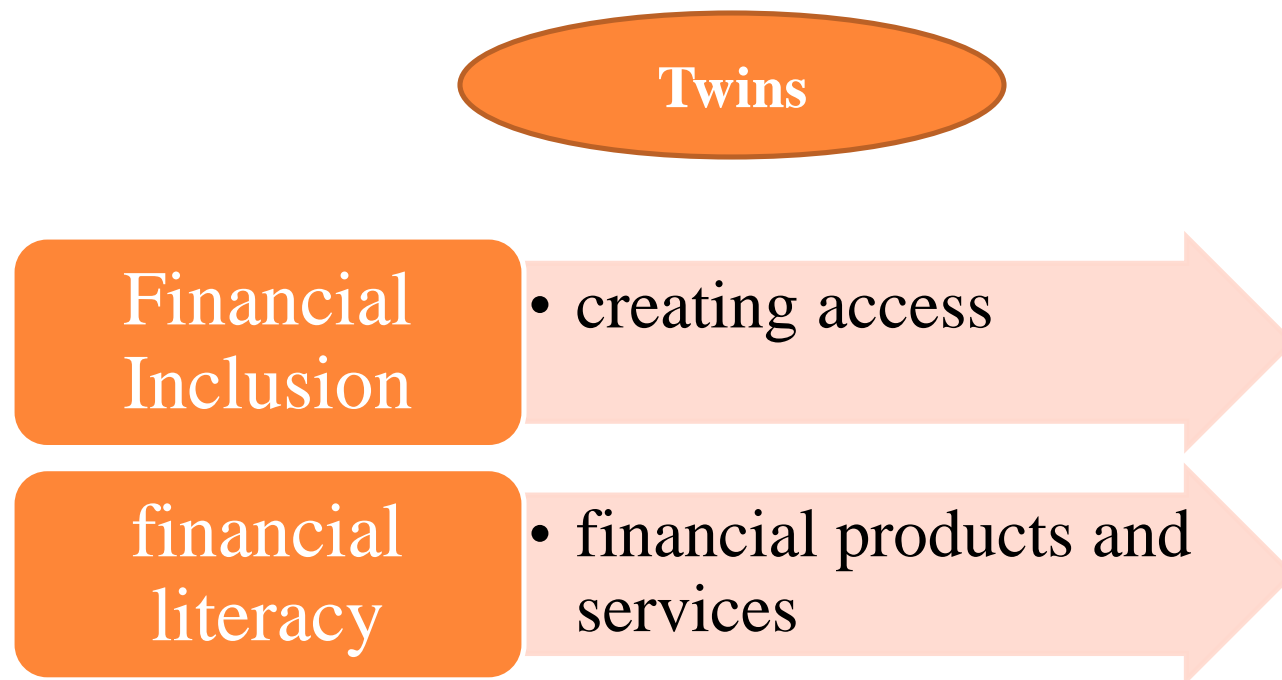 Twins
Financial
Inclusion
• creating access
financial
literacy
• financial products and
services